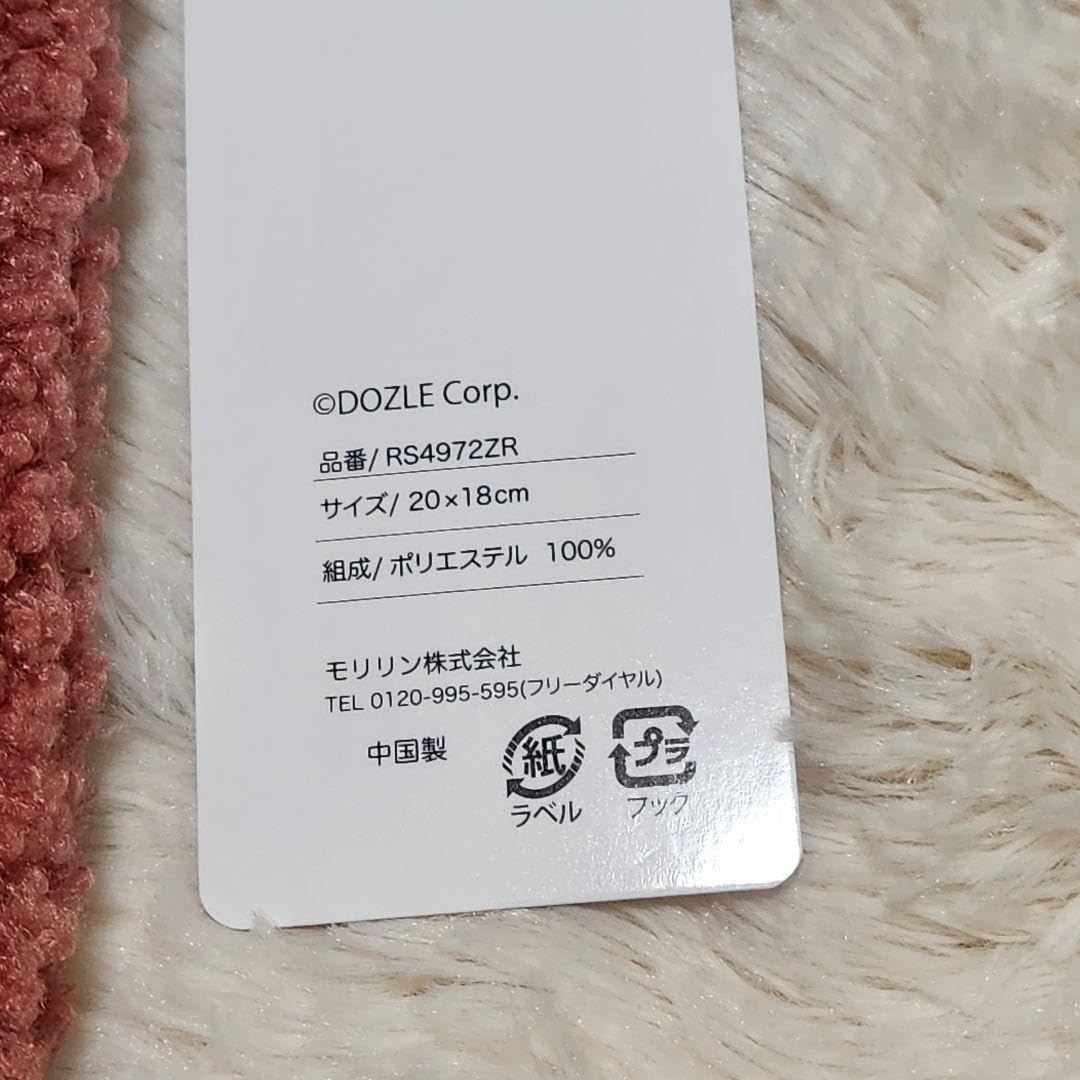 ©DOZLE Corp.
品番/ RS4972ZR
サイズ/ 20×18cm
組成/ ポリエステル 100%
モリリン株式会社
TEL 0120-995-595(フリーダイヤル)
中国製
紙
プラ
ラベル
フック